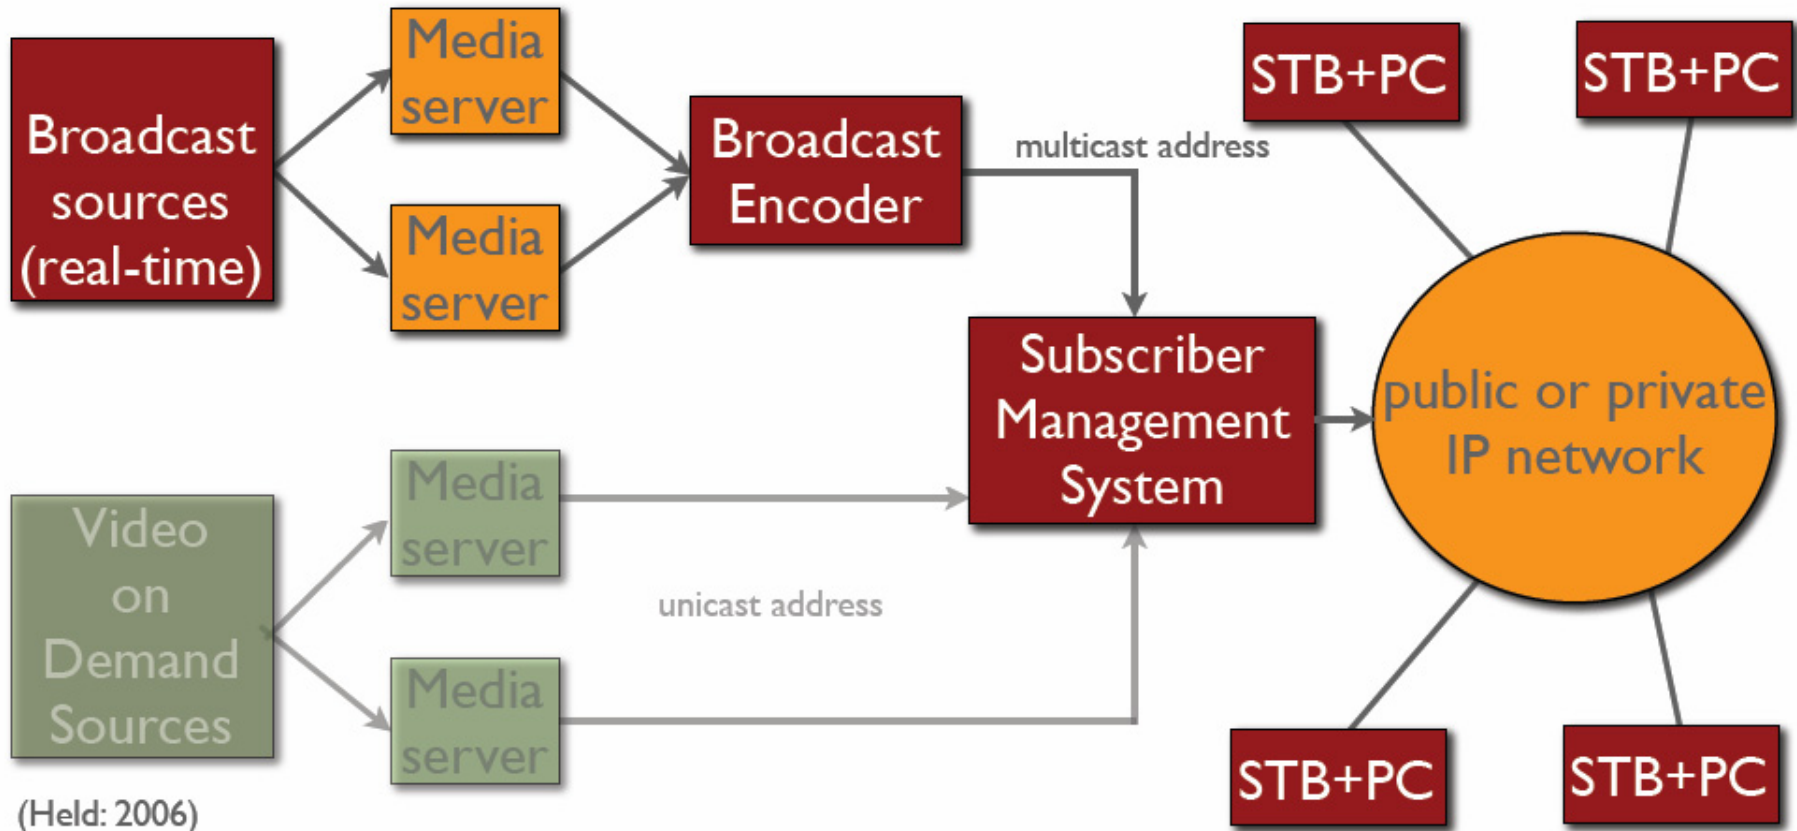 Broadcast
sources
(real-time)
Media
server
Media
server
Broadcast
Encoder
multicast address
STB+PC
STB+PC
Subscriber
Management
System
public or private
IP network
Video
on
Demand
Sources
Media
server
unicast address
Media
server
STB+PC
STB+PC
(Held: 2006)